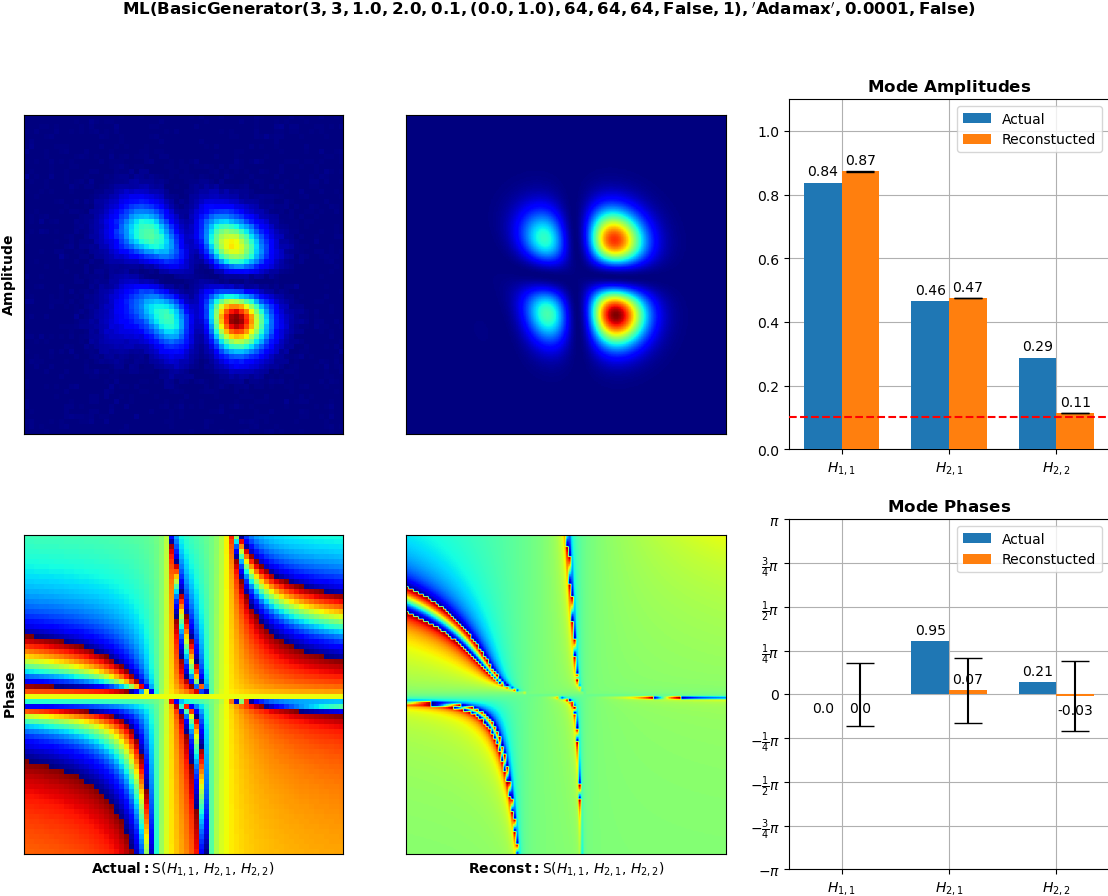 ML(BasicGenerator(3, 3, 1.0, 2.0, 0.1, (0.0, 1.0), 64, 64, 64, False, 1), ′Adamax′, 0.0001, False)
Amplitude
Mode Amplitudes
Actual
Reconstucted
1.0
0.8
0.6
0.4
0.2
0.0
0.84
0.87
0.46
0.47
0.29
0.11
H1,1
H2,1
H2,2
Phase
Actual: S(H1,1, H2,1, H2,2)
Reconst: S(H1,1, H2,1, H2,2)
Mode Phases
Actual
Reconstucted
π
3/4π
1/2π
1/4π
0
−1/4π
−1/2π
−3/4π
−π
0.0
0.0
0.95
0.07
0.21
-0.03
H1,1
H2,1
H2,2